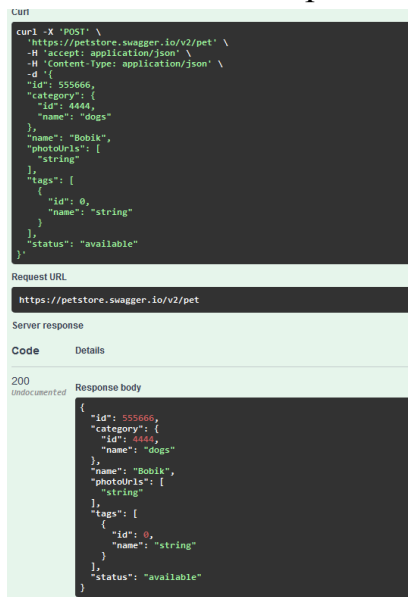 Curl
curl -X 'POST' \
  'https://petstore.swagger.io/v2/pet' \
  -H 'accept: application/json' \
  -H 'Content-Type: application/json' \
  -d '{
  "id": 555666,
  "category": {
    "id": 4444,
    "name": "dogs"
  },
  "name": "Bobik",
  "photoUrls": [
    "string"
  ],
  "tags": [
    {
      "id": 0,
      "name": "string"
    }
  ],
  "status": "available"
}'
Request URL
https://petstore.swagger.io/v2/pet
Server response
Code Details
200
Undocumented
Response body
{
  "id": 555666,
  "category": {
    "id": 4444,
    "name": "dogs"
  },
  "name": "Bobik",
  "photoUrls": [
    "string"
  ],
  "tags": [
    {
      "id": 0,
      "name": "string"
    }
  ],
  "status": "available"
}